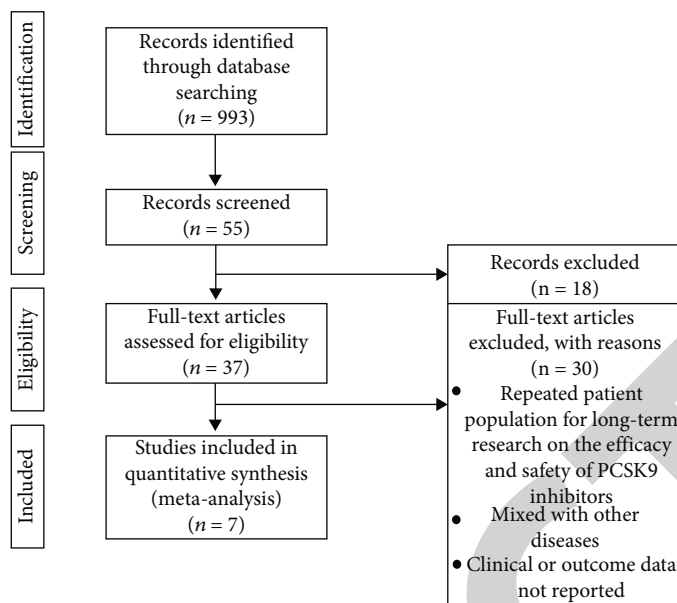 Identification
Records identified
through database
searching
(n = 993)
Screening
Records screened
(n = 55)
Records excluded
(n = 18)
Eligibility
Full-text articles
assessed for eligibility
(n = 37)
Full-text articles
excluded, with reasons
(n = 30)
• Repeated patient
population for long-term
research on the efficacy
and safety of PCSK9
inhibitors
• Mixed with other
diseases
• Clinical or outcome data
not reported
Included
Studies included in
quantitative synthesis
(meta-analysis)
(n = 7)